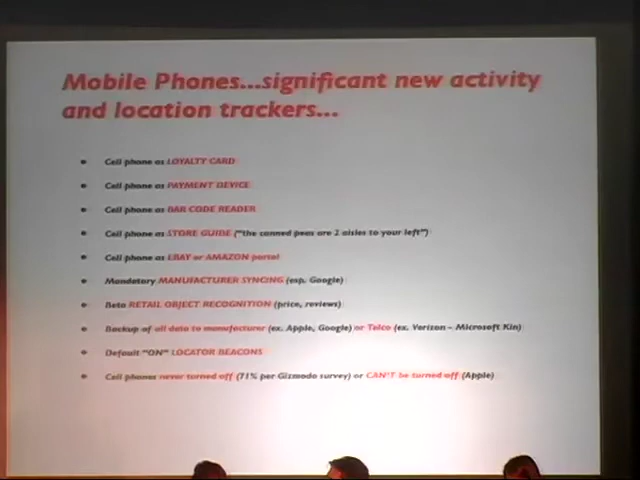 Mobile Phones...significant new activity
and location trackers...
Cell phone as LOYALTY CARD
Cell phone as PAYMENT DEVICE
Cell phone as BAR CODE READER
Cell phone as STORE GUIDE ("the canned peas are 2 aisles to your left")
Cell phone as EBAY or AMAZON portal
Mandatory MANUFACTURER SYNCING (esp. Google)
Beta RETAIL OBJECT RECOGNITION (price, reviews)
Backup of all data to manufacturer (ex. Apple, Google) or Telco (ex. Verizon – Microsoft Kin)
Default "ON" LOCATOR BEACONS
Cell phones never turned off (71% per Gizmodo survey) or CAN'T be turned off (Apple)